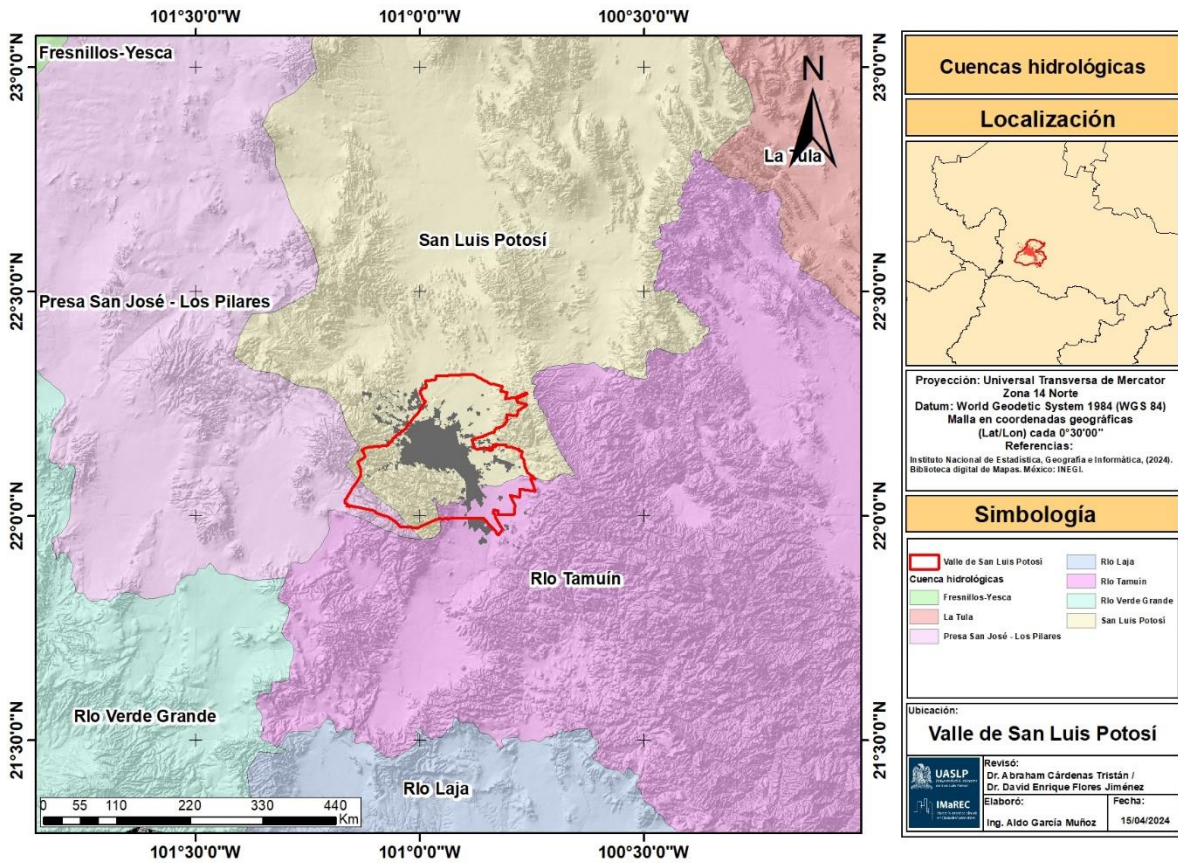 101°30'0"W
101°0'0"W
100°30'0"W
23°0'0"N
22°30'0"N
22°0'0"N
21°30'0"N
Fresnillos-Yesca
N
La Tula
San Luis Potosí
Presa San José - Los Pilares
RIo Tamuín
RIo Verde Grande
RIo Laja
0 55 110 220 330 440
Km
101°30'0"W
101°0'0"W
100°30'0"W
23°0'0"N
22°30'0"N
22°0'0"N
21°30'0"N
Cuencas hidrológicas
Localización
Proyección: Universal Transversa de Mercator
Zona 14 Norte
Datum: World Geodetic System 1984 (WGS 84)
Malla en coordenadas geográficas
(Lat/Lon) cada 0°30'00"
Referencias:
Instituto Nacional de Estadística, Geografía e Informática, (2024).
Biblioteca digital de Mapas. México: INEGI.
Simbología
Valle de San Luis Potosí
Cuenca hidrológicas
Fresnillos-Yesca
La Tula
Presa San José - Los Pilares
RIo Laja
RIo Tamuín
RIo Verde Grande
San Luis Potosí
Ubicación:
Valle de San Luis Potosí
UASLP
IMaREC
Revisó:
Dr. Abraham Cárdenas Tristán /
Dr. David Enrique Flores Jiménez
Elaboró:
Ing. Aldo García Muñoz
Fecha:
15/04/2024